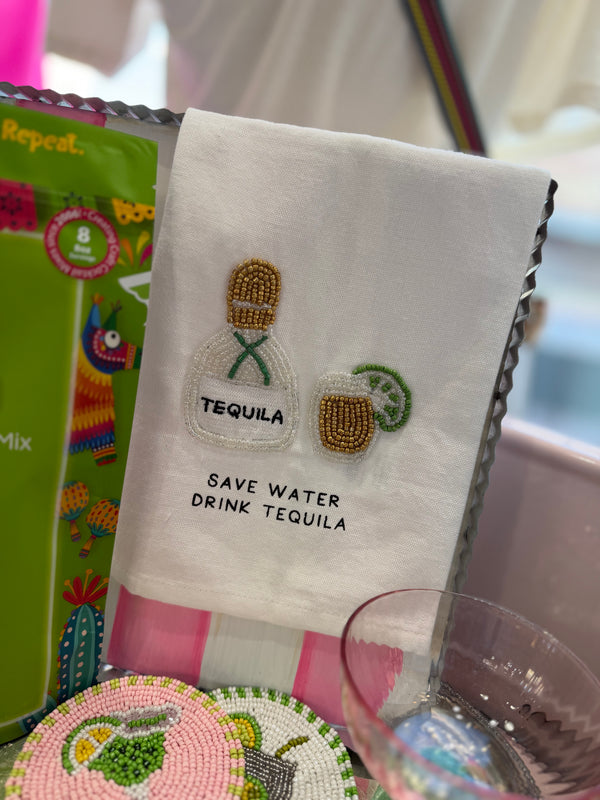 Repeat.
8
TEQUILA
SAVE WATER
DRINK TEQUILA
Mix